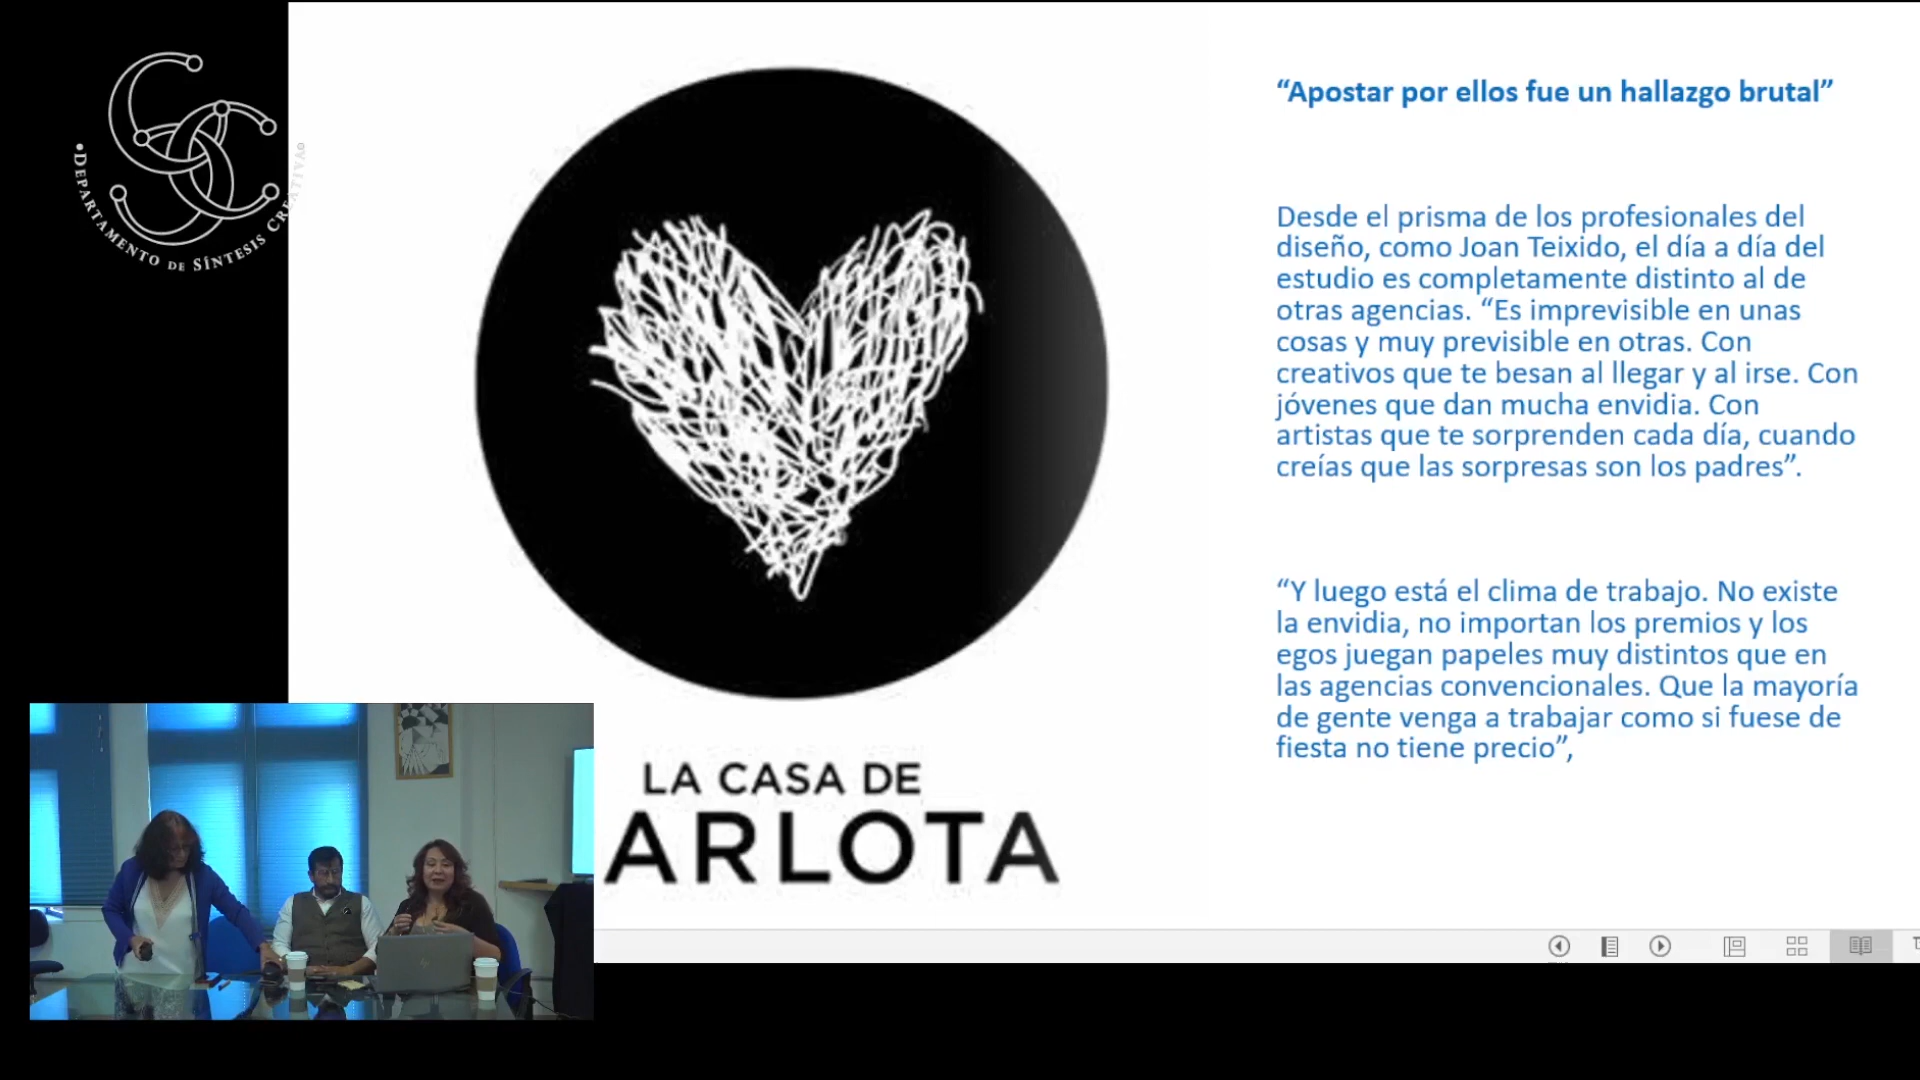 •DEPARTAMENTO DE SÍNTESIS CREATIVA•
“Apostar por ellos fue un hallazgo brutal”
Desde el prisma de los profesionales del
diseño, como Joan Teixido, el día a día del
estudio es completamente distinto al de
otras agencias. “Es imprevisible en unas
cosas y muy previsible en otras. Con
creativos que te besan al llegar y al irse. Con
jóvenes que dan mucha envidia. Con
artistas que te sorprenden cada día, cuando
creías que las sorpresas son los padres”.
“Y luego está el clima de trabajo. No existe
la envidia, no importan los premios y los
egos juegan papeles muy distintos que en
las agencias convencionales. Que la mayoría
de gente venga a trabajar como si fuese de
fiesta no tiene precio”,
LA CASA DE
ARLOTA